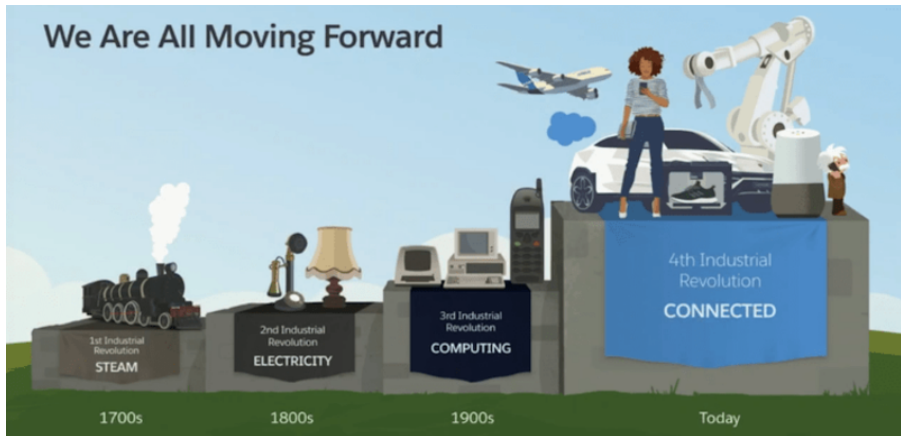 We Are All Moving Forward
1st Industrial
Revolution
STEAM
2nd Industrial
Revolution
ELECTRICITY
3rd Industrial
Revolution
COMPUTING
4th Industrial
Revolution
CONNECTED
1700s
1800s
1900s
Today